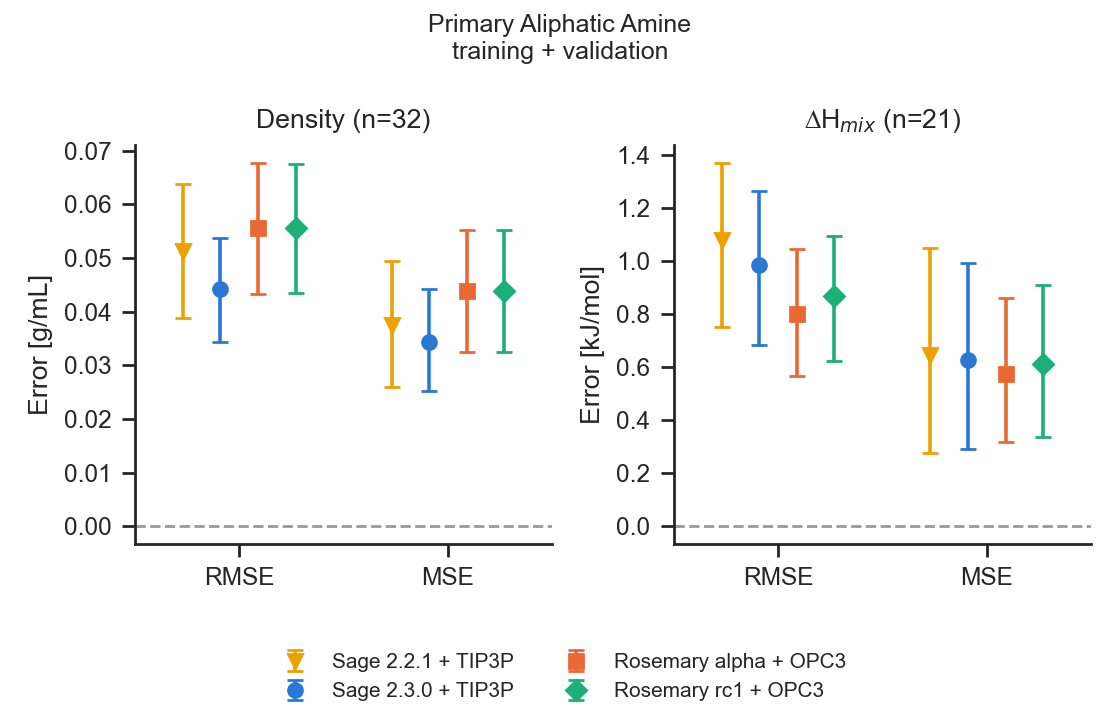 Primary Aliphatic Amine
training + validation
Density (n=32)
ΔH_mix (n=21)
Error [g/mL]
0.07
0.06
0.05
0.04
0.03
0.02
0.01
0.00
RMSE
MSE
Error [kJ/mol]
1.4
1.2
1.0
0.8
0.6
0.4
0.2
0.0
RMSE
MSE
Sage 2.2.1 + TIP3P
Sage 2.3.0 + TIP3P
Rosemary alpha + OPC3
Rosemary rc1 + OPC3